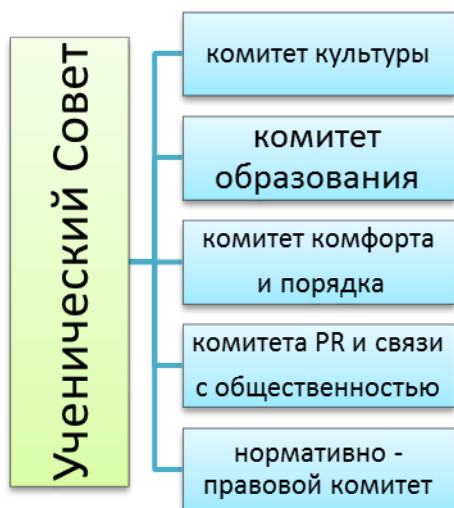 Ученический Совет
комитет культуры
комитет
образования
комитет комфорта
и порядка
комитета PR и связи
с общественностью
нормативно -
правовой комитет